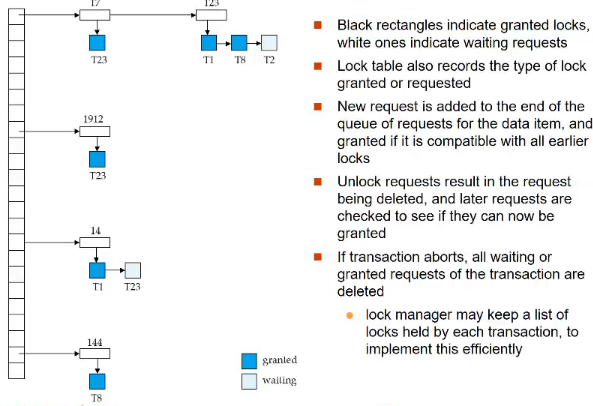 I7
I23
T23
T1
T8
T2
1912
T23
14
T1
T23
144
T8
granted
waiting
Black rectangles indicate granted locks,
white ones indicate waiting requests
Lock table also records the type of lock
granted or requested
New request is added to the end of the
queue of requests for the data item, and
granted if it is compatible with all earlier
locks
Unlock requests result in the request
being deleted, and later requests are
checked to see if they can now be
granted
If transaction aborts, all waiting or
granted requests of the transaction are
deleted
lock manager may keep a list of
locks held by each transaction, to
implement this efficiently